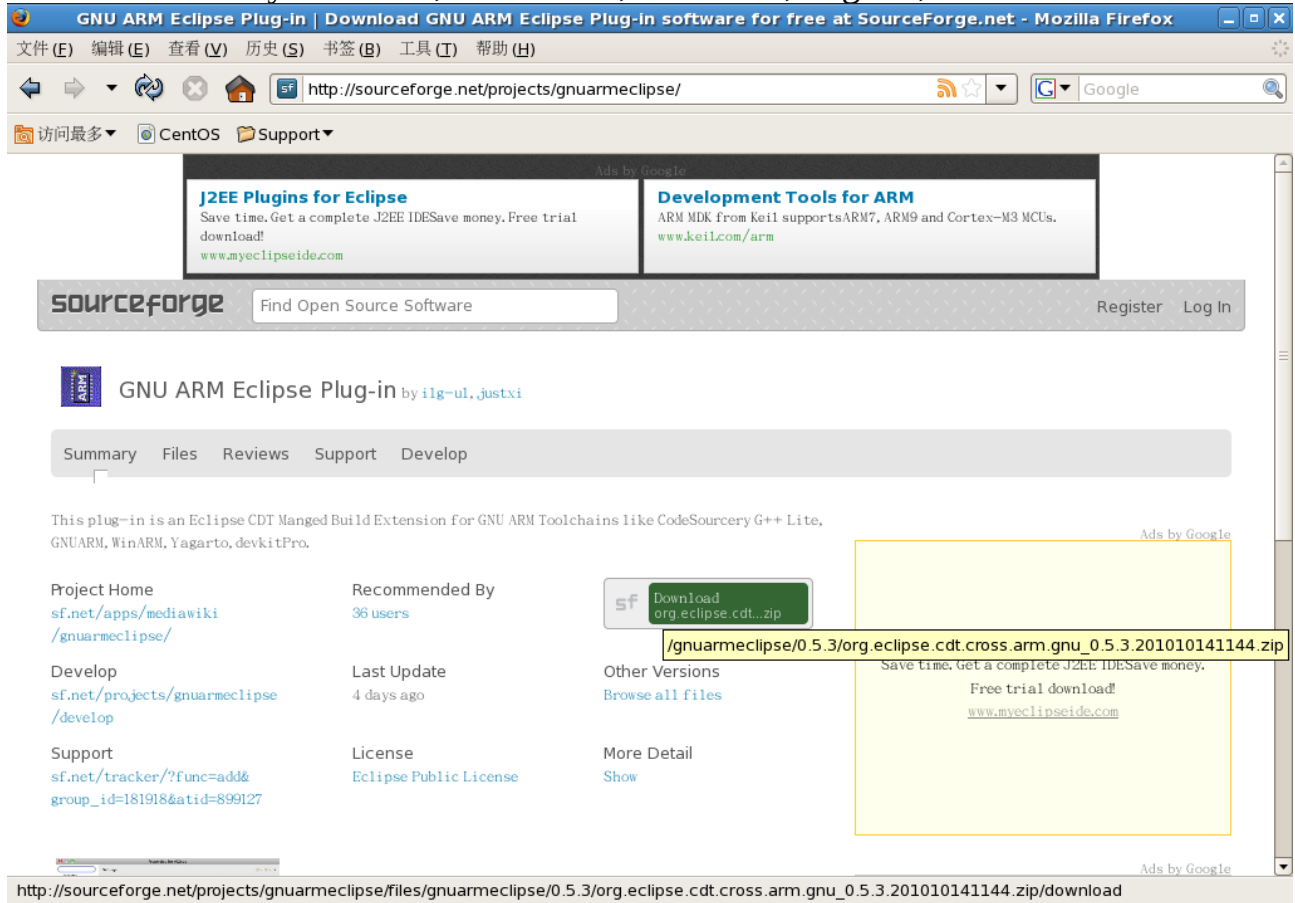 GNU ARM Eclipse Plug-in | Download GNU ARM Eclipse Plug-in software for free at SourceForge.net - Mozilla Firefox
文件(F) 编辑(E) 查看(V) 历史(S) 书签(B) 工具(T) 帮助(H)
sf http://sourceforge.net/projects/gnuarmeclipse/ G Google
访问最多 CentOS Support
Ads by Google
J2EE Plugins for Eclipse
Save time. Get a complete J2EE IDESave money. Free trial
download!
www.myeclipseide.com
Development Tools for ARM
ARM MDK from Keil supportsARM7, ARM9 and Cortex-M3 MCUs.
www.keil.com/arm
sourceforge Find Open Source Software Register Log In
ARM GNU ARM Eclipse Plug-in by ilg-ul, justxi
Summary Files Reviews Support Develop
This plug-in is an Eclipse CDT Manged Build Extension for GNU ARM Toolchains like CodeSourcery G++ Lite,
GNUARM, WinARM, Yagarto, devkitPro.
Ads by Google
Project Home
sf.net/apps/mediawiki
/gnuarmeclipse/
Recommended By
36 users
sf Download
org.eclipse.cdt...zip
/gnuarmeclipse/0.5.3/org.eclipse.cdt.cross.arm.gnu_0.5.3.201010141144.zip
Develop
sf.net/projects/gnuarmeclipse
/develop
Last Update
4 days ago
Other Versions
Browse all files
Save time. Get a complete J2EE IDESave money.
Free trial download!
www.myeclipseide.com
Support
sf.net/tracker/?func=add&
group_id=181918&atid=899127
License
Eclipse Public License
More Detail
Show
Ads by Google
http://sourceforge.net/projects/gnuarmeclipse/files/gnuarmeclipse/0.5.3/org.eclipse.cdt.cross.arm.gnu_0.5.3.201010141144.zip/download